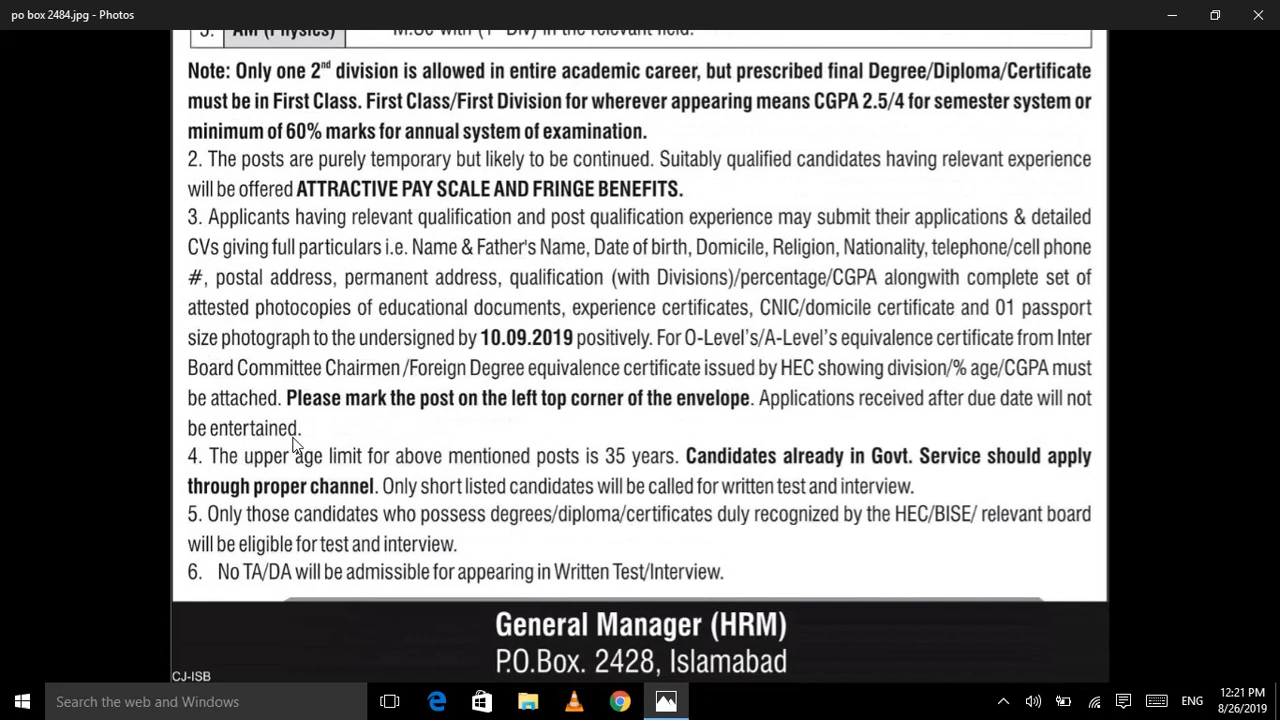 po box 2484.jpg - Photos
AM (Physics) M.Sc with (1st Div) in the relevant field.
Note: Only one 2nd division is allowed in entire academic career, but prescribed final Degree/Diploma/Certificate
must be in First Class. First Class/First Division for wherever appearing means CGPA 2.5/4 for semester system or
minimum of 60% marks for annual system of examination.
2. The posts are purely temporary but likely to be continued. Suitably qualified candidates having relevant experience
will be offered ATTRACTIVE PAY SCALE AND FRINGE BENEFITS.
3. Applicants having relevant qualification and post qualification experience may submit their applications & detailed
CVs giving full particulars i.e. Name & Father's Name, Date of birth, Domicile, Religion, Nationality, telephone/cell phone
#, postal address, permanent address, qualification (with Divisions)/percentage/CGPA alongwith complete set of
attested photocopies of educational documents, experience certificates, CNIC/domicile certificate and 01 passport
size photograph to the undersigned by 10.09.2019 positively. For O-Level's/A-Level's equivalence certificate from Inter
Board Committee Chairmen /Foreign Degree equivalence certificate issued by HEC showing division/% age/CGPA must
be attached. Please mark the post on the left top corner of the envelope. Applications received after due date will not
be entertained.
4. The upper age limit for above mentioned posts is 35 years. Candidates already in Govt. Service should apply
through proper channel. Only short listed candidates will be called for written test and interview.
5. Only those candidates who possess degrees/diploma/certificates duly recognized by the HEC/BISE/ relevant board
will be eligible for test and interview.
6. No TA/DA will be admissible for appearing in Written Test/Interview.
General Manager (HRM)
P.O.Box. 2428, Islamabad
CJ-ISB
Search the web and Windows
ENG
12:21 PM
8/26/2019